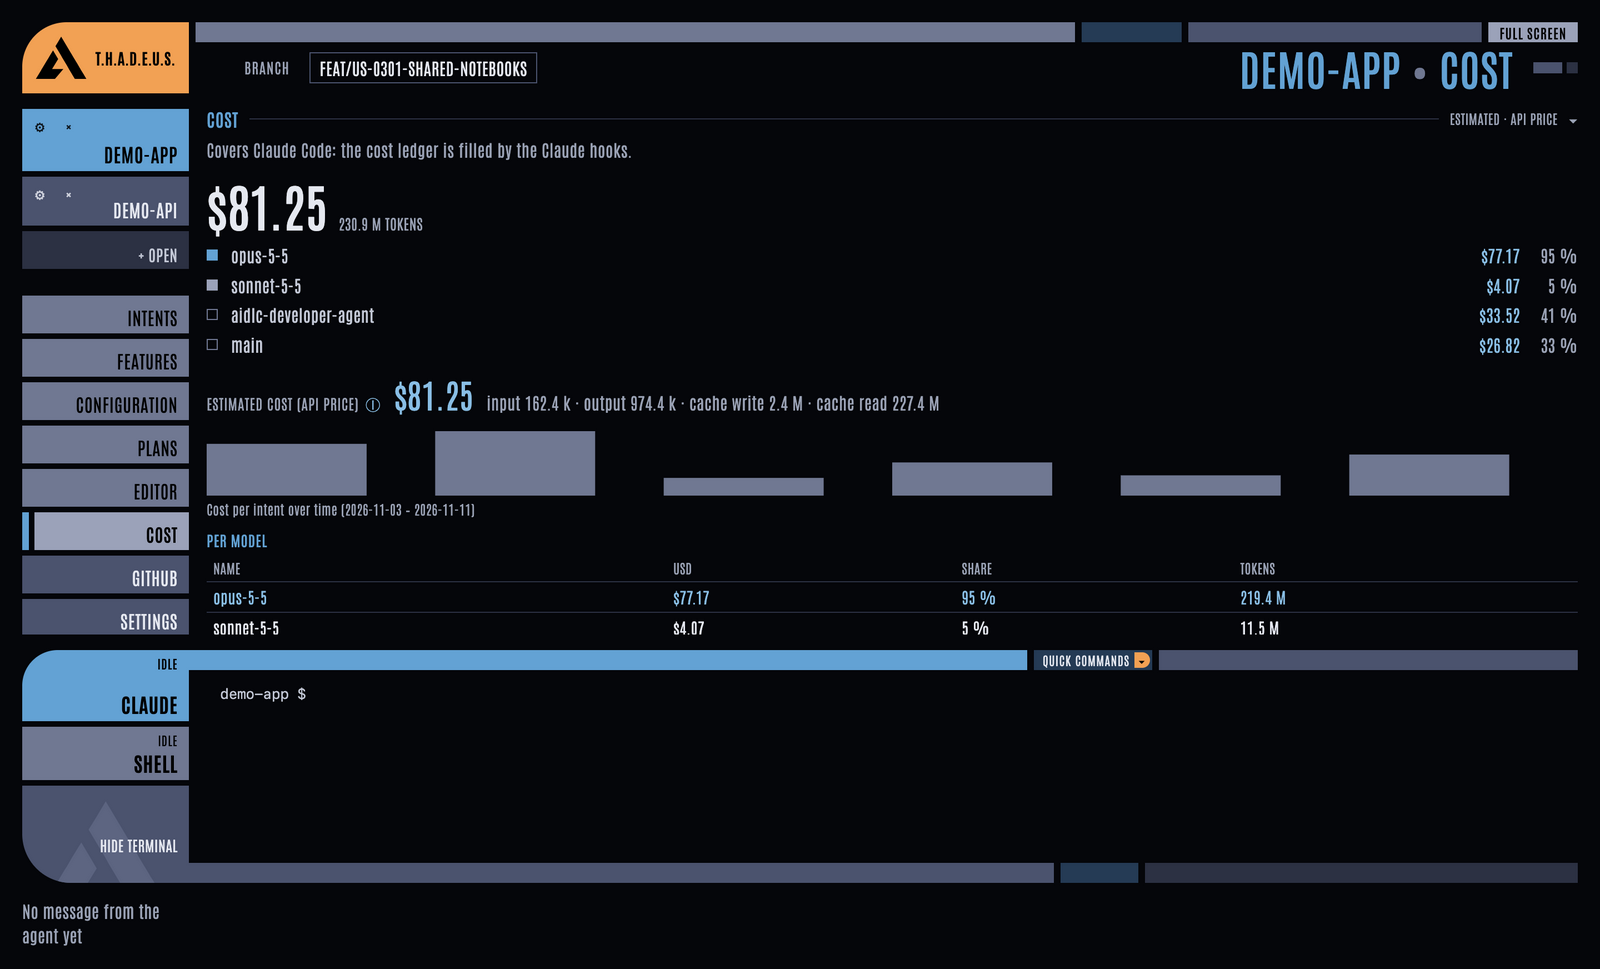 T.H.A.D.E.U.S.
FULL SCREEN
BRANCH FEAT/US-0301-SHARED-NOTEBOOKS
DEMO-APP • COST
⚙ ×
DEMO-APP
⚙ ×
DEMO-API
+ OPEN
INTENTS
FEATURES
CONFIGURATION
PLANS
EDITOR
COST
GITHUB
SETTINGS
COST ESTIMATED · API PRICE
Covers Claude Code: the cost ledger is filled by the Claude hooks.
$81.25 230.9 M TOKENS
opus-5-5 $77.17 95 %
sonnet-5-5 $4.07 5 %
aidlc-developer-agent $33.52 41 %
main $26.82 33 %
ESTIMATED COST (API PRICE) ⓘ $81.25 input 162.4 k · output 974.4 k · cache write 2.4 M · cache read 227.4 M
Cost per intent over time (2026-11-03 – 2026-11-11)
PER MODEL
NAME USD SHARE TOKENS
opus-5-5 $77.17 95 % 219.4 M
sonnet-5-5 $4.07 5 % 11.5 M
IDLE
CLAUDE
QUICK COMMANDS
demo-app $
IDLE
SHELL
HIDE TERMINAL
No message from the
agent yet